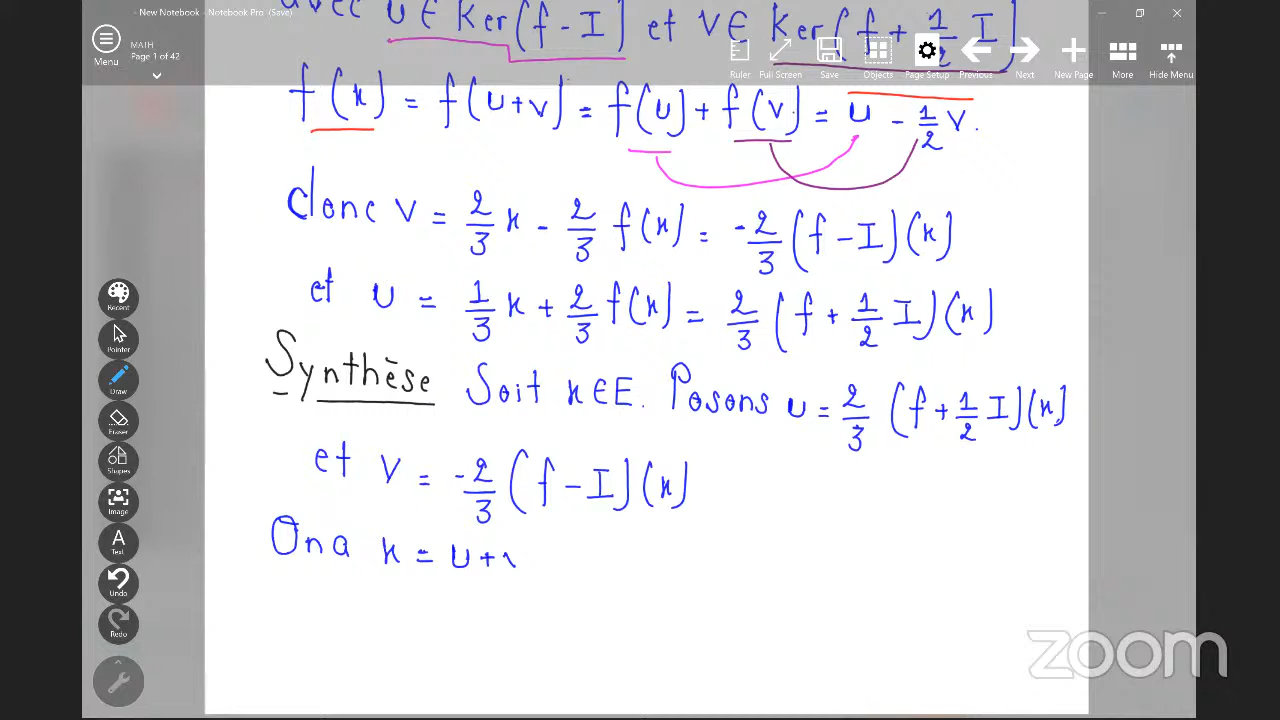 - New Notebook - Notebook Pro (Save)
Menu
MATH
Page 1 of 42
Ruler
Full Screen
Save
Objects
Page Setup
Previous
Next
New Page
More
Hide Menu
avec u ∈ Ker(f - I) et v ∈ Ker(f + 1/2 I)
f(x) = f(u+v) = f(u) + f(v) = u - 1/2 v.
donc v = 2/3 x - 2/3 f(x) = -2/3 (f - I)(x)
et u = 1/3 x + 2/3 f(x) = 2/3 (f + 1/2 I)(x)
Synthèse Soit x ∈ E. Posons u = 2/3 (f + 1/2 I)(x)
et v = -2/3 (f - I)(x)
On a x = u +
Recent
Pointer
Draw
Eraser
Shapes
Image
A
Text
Undo
Redo
zoom